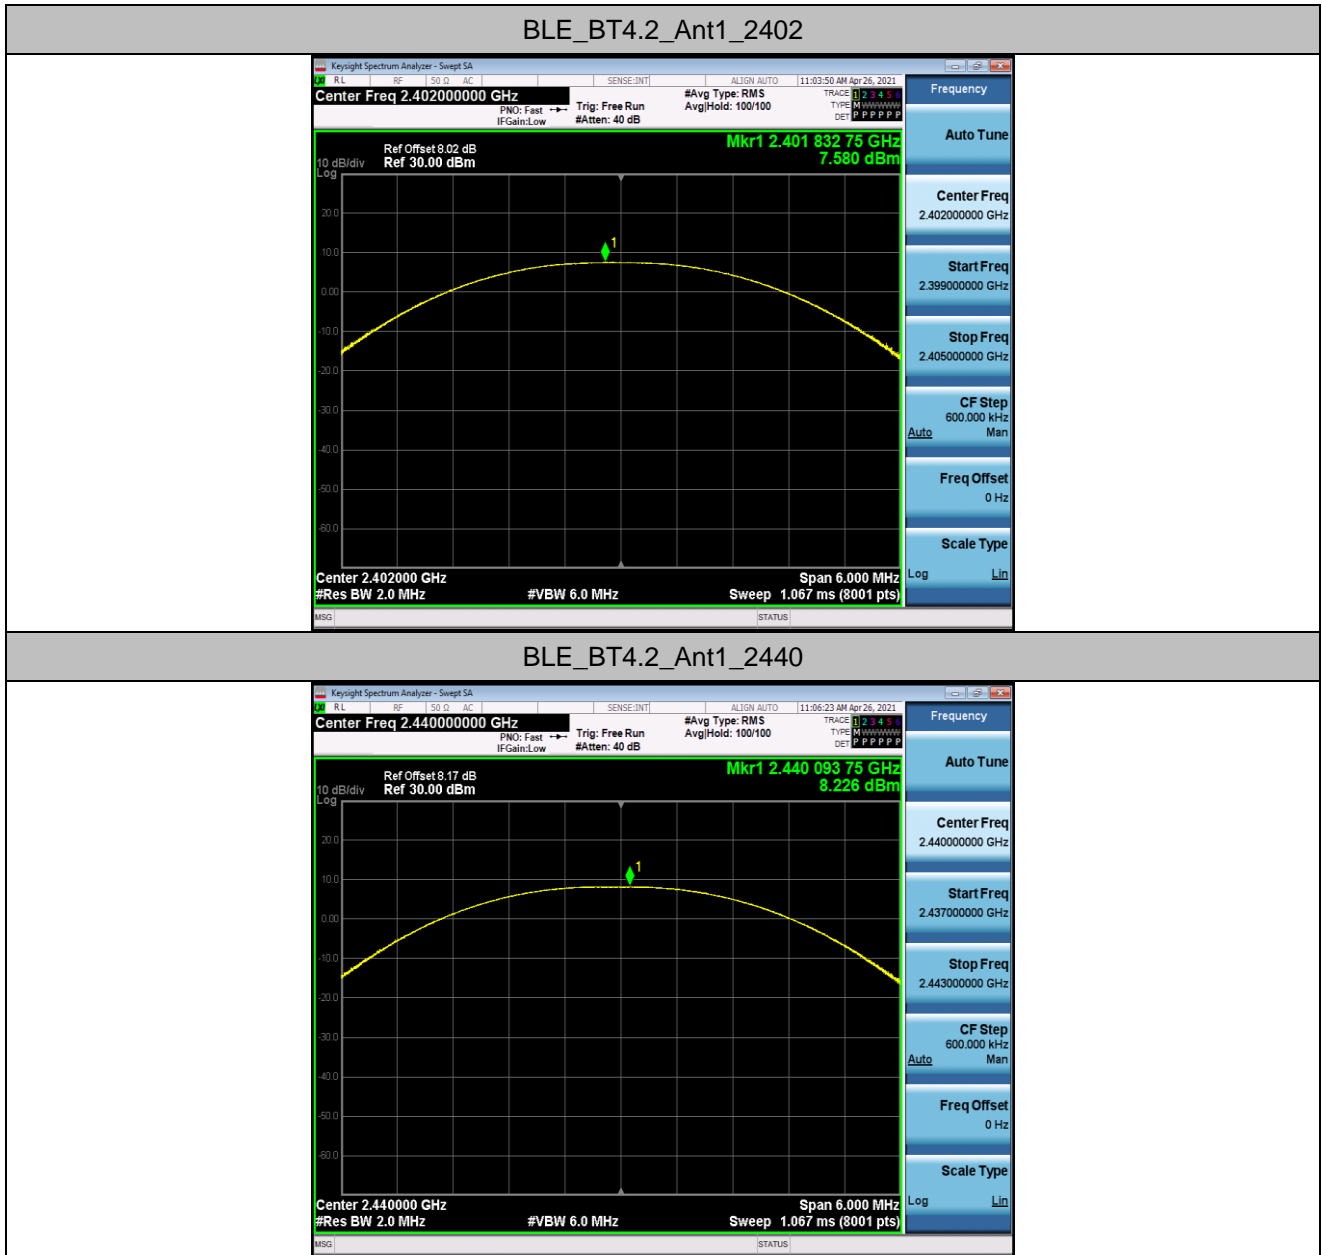 BLE_BT4.2_Ant1_2402
Keysight Spectrum Analyzer - Swept SA
RL RF 50 Ω AC SENSE:INT ALIGN AUTO 11:03:50 AM Apr 26, 2021
Center Freq 2.402000000 GHz
PNO: Fast
IFGain:Low
Trig: Free Run
#Atten: 40 dB
#Avg Type: RMS
Avg|Hold: 100/100
TRACE 1 2 3 4 5 6
TYPE M W W W W W
DET P P P P P P
Frequency
Auto Tune
Center Freq
2.402000000 GHz
Start Freq
2.399000000 GHz
Stop Freq
2.405000000 GHz
CF Step
600.000 kHz
Auto Man
Freq Offset
0 Hz
Scale Type
Log Lin
Mkr1 2.401 832 75 GHz
7.580 dBm
Ref Offset 8.02 dB
10 dB/div Ref 30.00 dBm
Log
20.0
1
10.0
0.00
-10.0
-20.0
-30.0
-40.0
-50.0
-60.0
Center 2.402000 GHz Span 6.000 MHz
#Res BW 2.0 MHz #VBW 6.0 MHz Sweep 1.067 ms (8001 pts)
MSG STATUS
BLE_BT4.2_Ant1_2440
Keysight Spectrum Analyzer - Swept SA
RL RF 50 Ω AC SENSE:INT ALIGN AUTO 11:06:23 AM Apr 26, 2021
Center Freq 2.440000000 GHz
PNO: Fast
IFGain:Low
Trig: Free Run
#Atten: 40 dB
#Avg Type: RMS
Avg|Hold: 100/100
TRACE 1 2 3 4 5 6
TYPE M W W W W W
DET P P P P P P
Frequency
Auto Tune
Center Freq
2.440000000 GHz
Start Freq
2.437000000 GHz
Stop Freq
2.443000000 GHz
CF Step
600.000 kHz
Auto Man
Freq Offset
0 Hz
Scale Type
Log Lin
Mkr1 2.440 093 75 GHz
8.226 dBm
Ref Offset 8.17 dB
10 dB/div Ref 30.00 dBm
Log
20.0
1
10.0
0.00
-10.0
-20.0
-30.0
-40.0
-50.0
-60.0
Center 2.440000 GHz Span 6.000 MHz
#Res BW 2.0 MHz #VBW 6.0 MHz Sweep 1.067 ms (8001 pts)
MSG STATUS